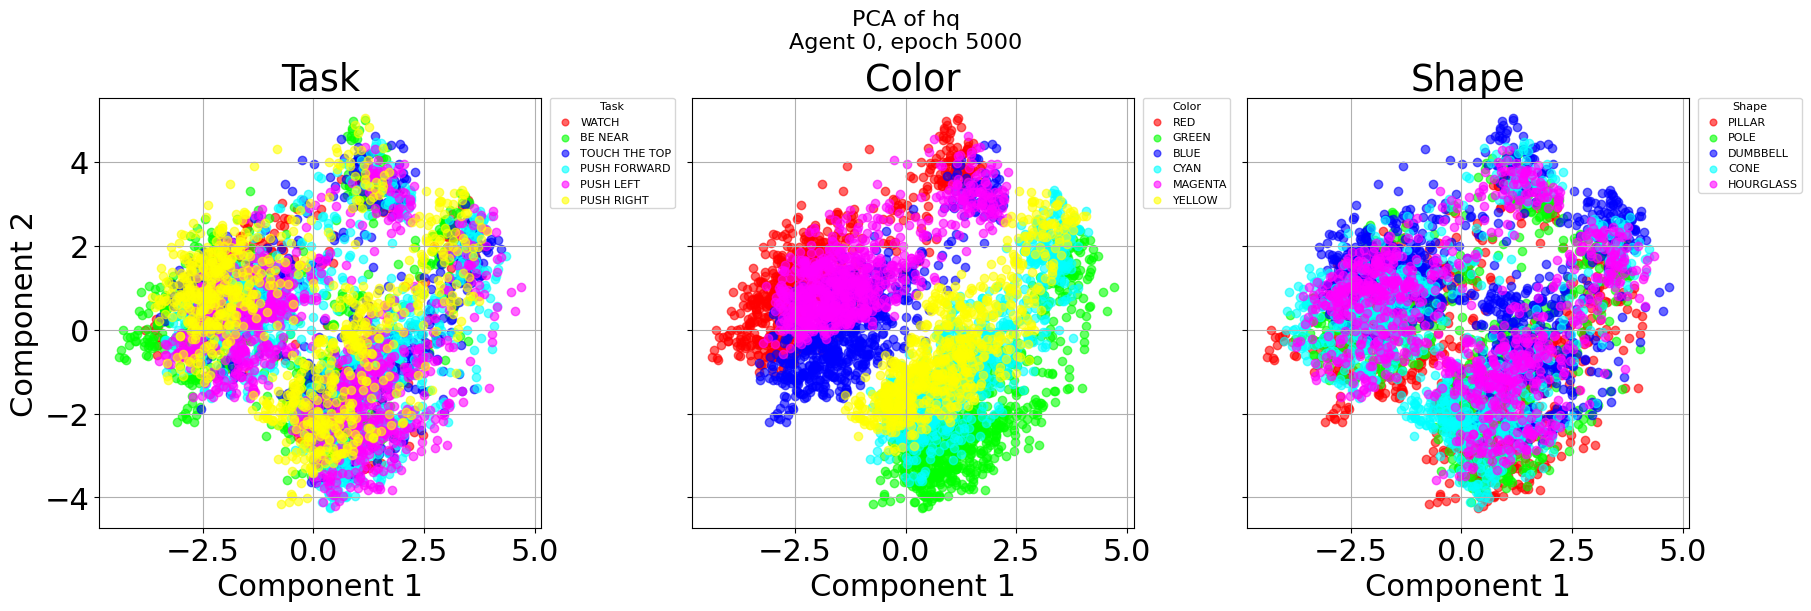 PCA of hq
Agent 0, epoch 5000
Task
Color
Shape
Task
WATCH
BE NEAR
TOUCH THE TOP
PUSH FORWARD
PUSH LEFT
PUSH RIGHT
Color
RED
GREEN
BLUE
CYAN
MAGENTA
YELLOW
Shape
PILLAR
POLE
DUMBBELL
CONE
HOURGLASS
Component 2
4
2
0
−2
−4
−2.5 0.0 2.5 5.0
−2.5 0.0 2.5 5.0
−2.5 0.0 2.5 5.0
Component 1
Component 1
Component 1